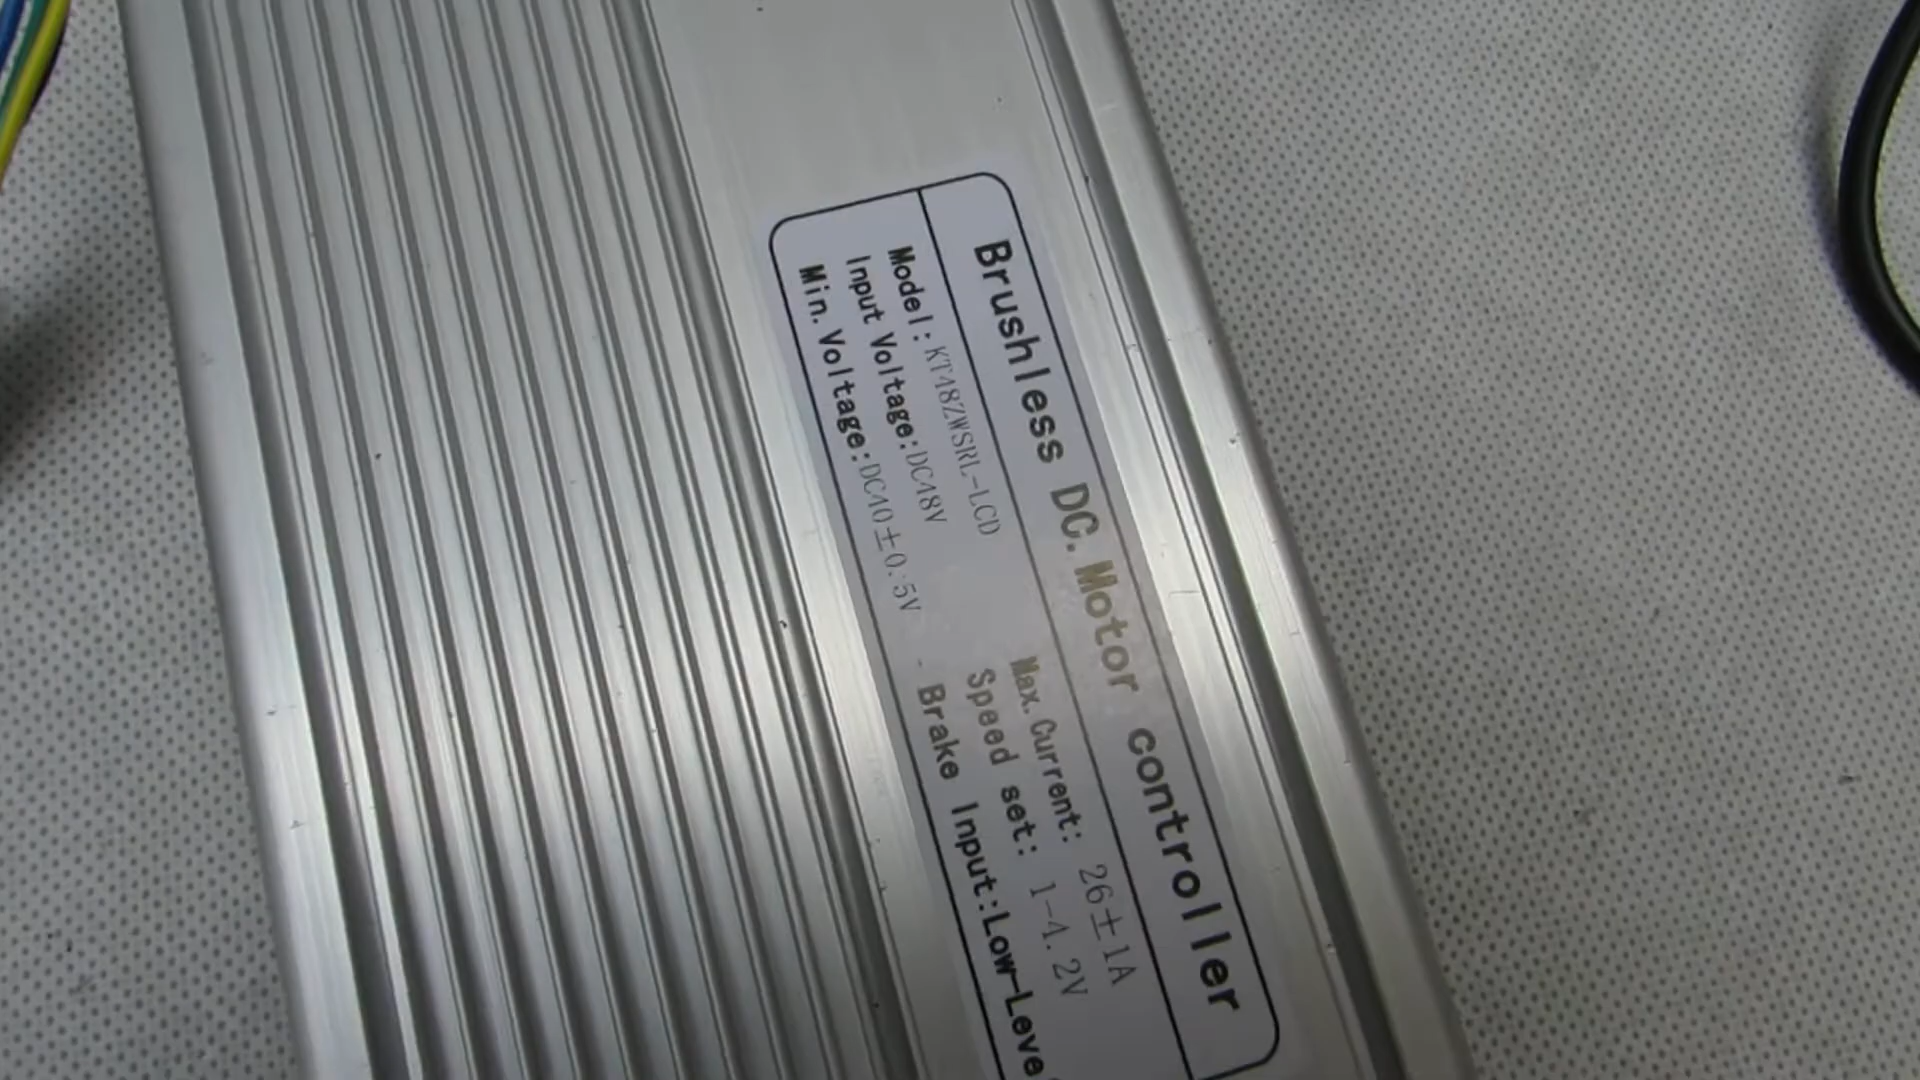 Brushless DC. Motor controller
Model: KT48ZWSRL-LCD Max. Current: 26±1A
Input Voltage:DC48V Speed set: 1-4.2V
Min. Voltage:DC40±0.5V Brake Input:Low-Leve